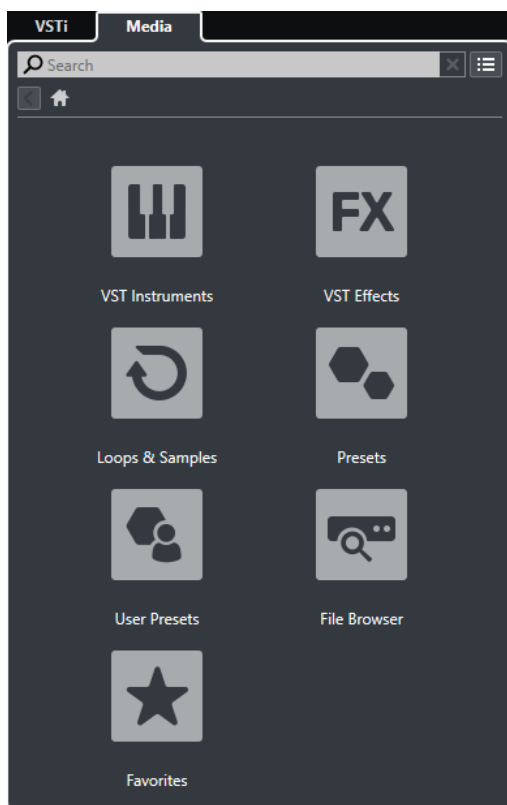 VSTi Media
Search
VST Instruments FX VST Effects
Loops & Samples Presets
User Presets File Browser
Favorites